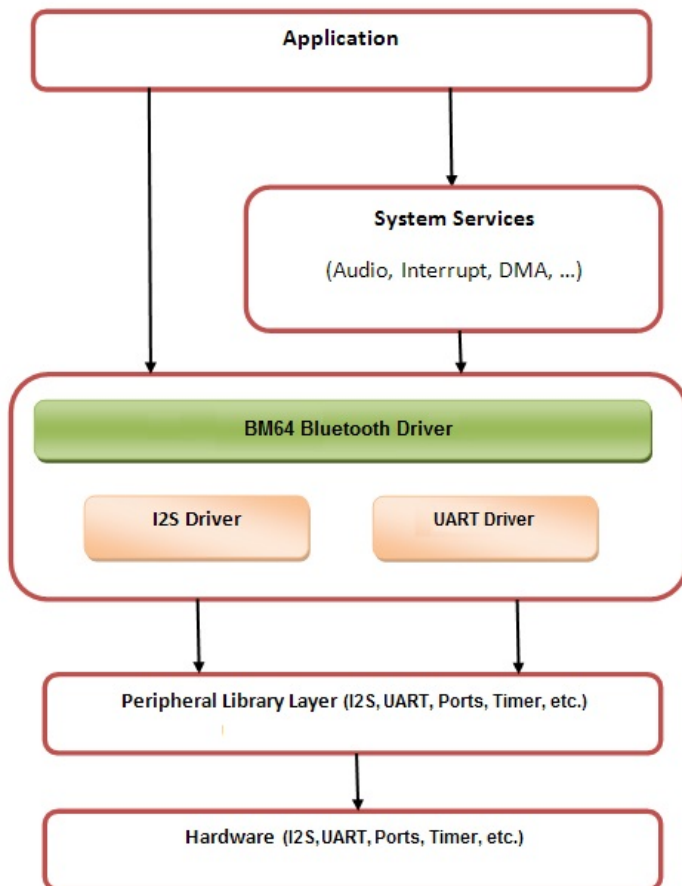 Application
System Services
(Audio, Interrupt, DMA, ...)
BM64 Bluetooth Driver
I2S Driver
UART Driver
Peripheral Library Layer (I2S, UART, Ports, Timer, etc.)
Hardware (I2S,UART, Ports, Timer, etc.)